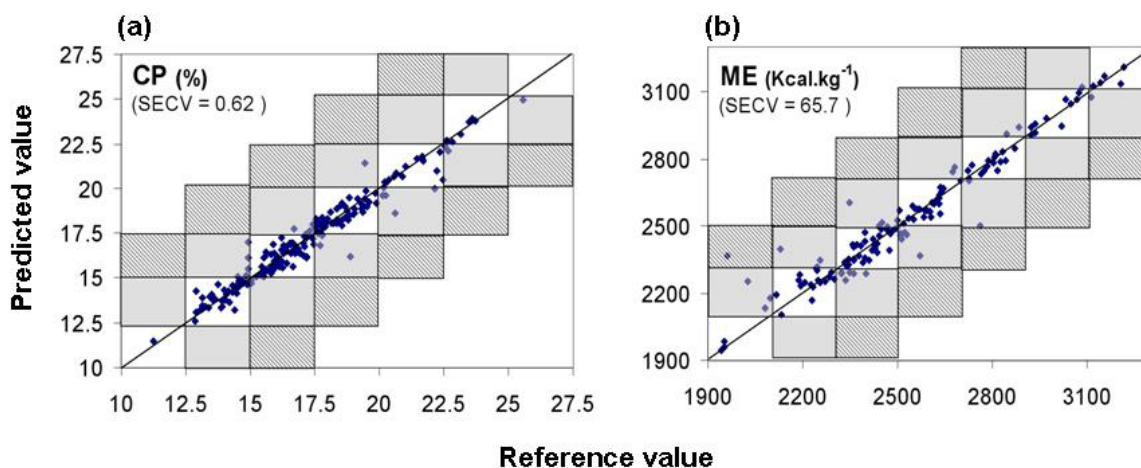 (a)
CP (%)
(SECV = 0.62 )
27.5
25
22.5
20
17.5
15
12.5
10
10 12.5 15 17.5 20 22.5 25 27.5
Predicted value
(b)
ME (Kcal.kg⁻¹)
(SECV = 65.7 )
3100
2800
2500
2200
1900
1900 2200 2500 2800 3100
Reference value